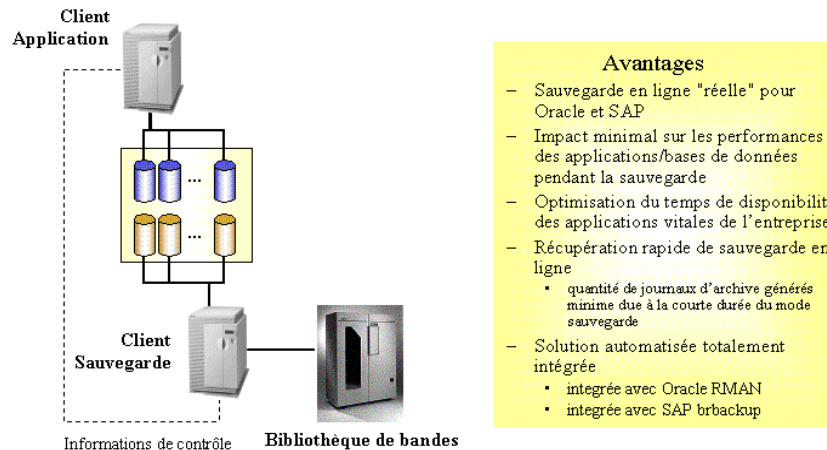 Client
Application
...
...
Client
Sauvegarde
Informations de contrôle
Bibliothèque de bandes
Avantages
– Sauvegarde en ligne "réelle" pour
Oracle et SAP
– Impact minimal sur les performances
des applications/bases de données
pendant la sauvegarde
– Optimisation du temps de disponibilit
des applications vitales de l'entreprise
– Récupération rapide de sauvegarde en
ligne
• quantité de journaux d'archive générés
minime due à la courte durée du mode
sauvegarde
– Solution automatisée totalement
intégrée
• integrée avec Oracle RMAN
• integrée avec SAP brbackup